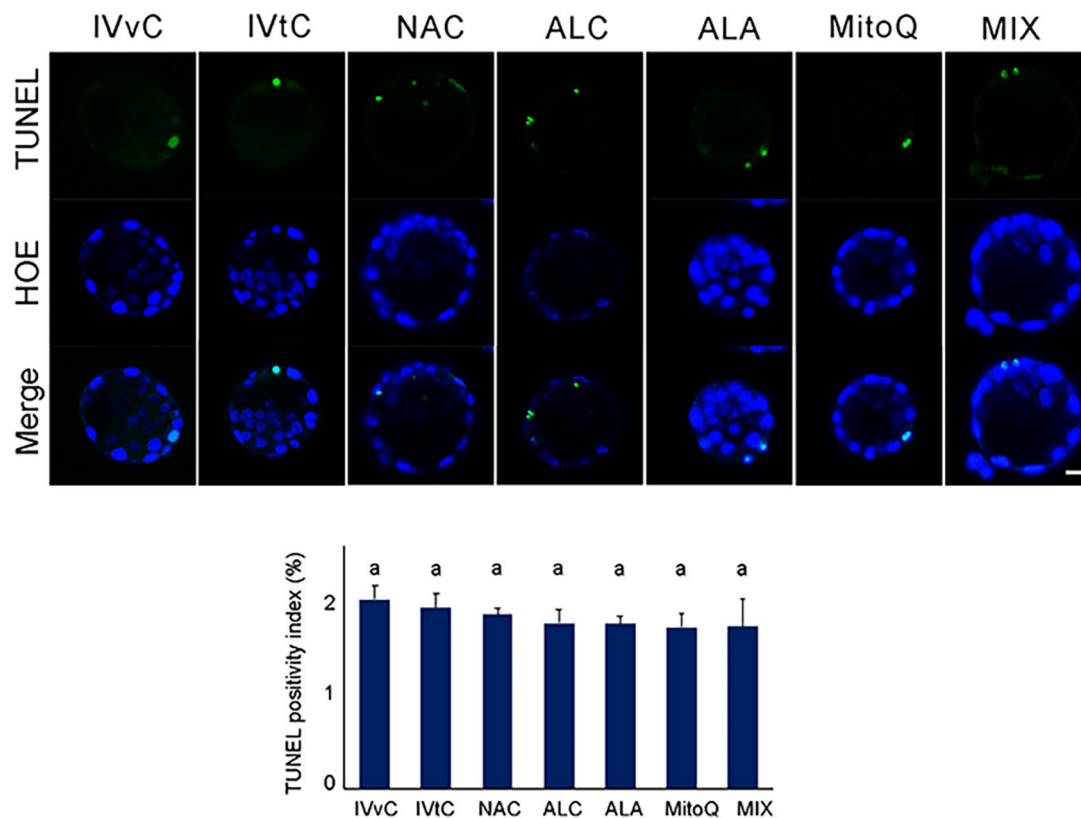 IVvC IVtC NAC ALC ALA MitoQ MIX
TUNEL
HOE
Merge
TUNEL positivity index (%)
a a a a a a a
2
1
0
IVvC IVtC NAC ALC ALA MitoQ MIX